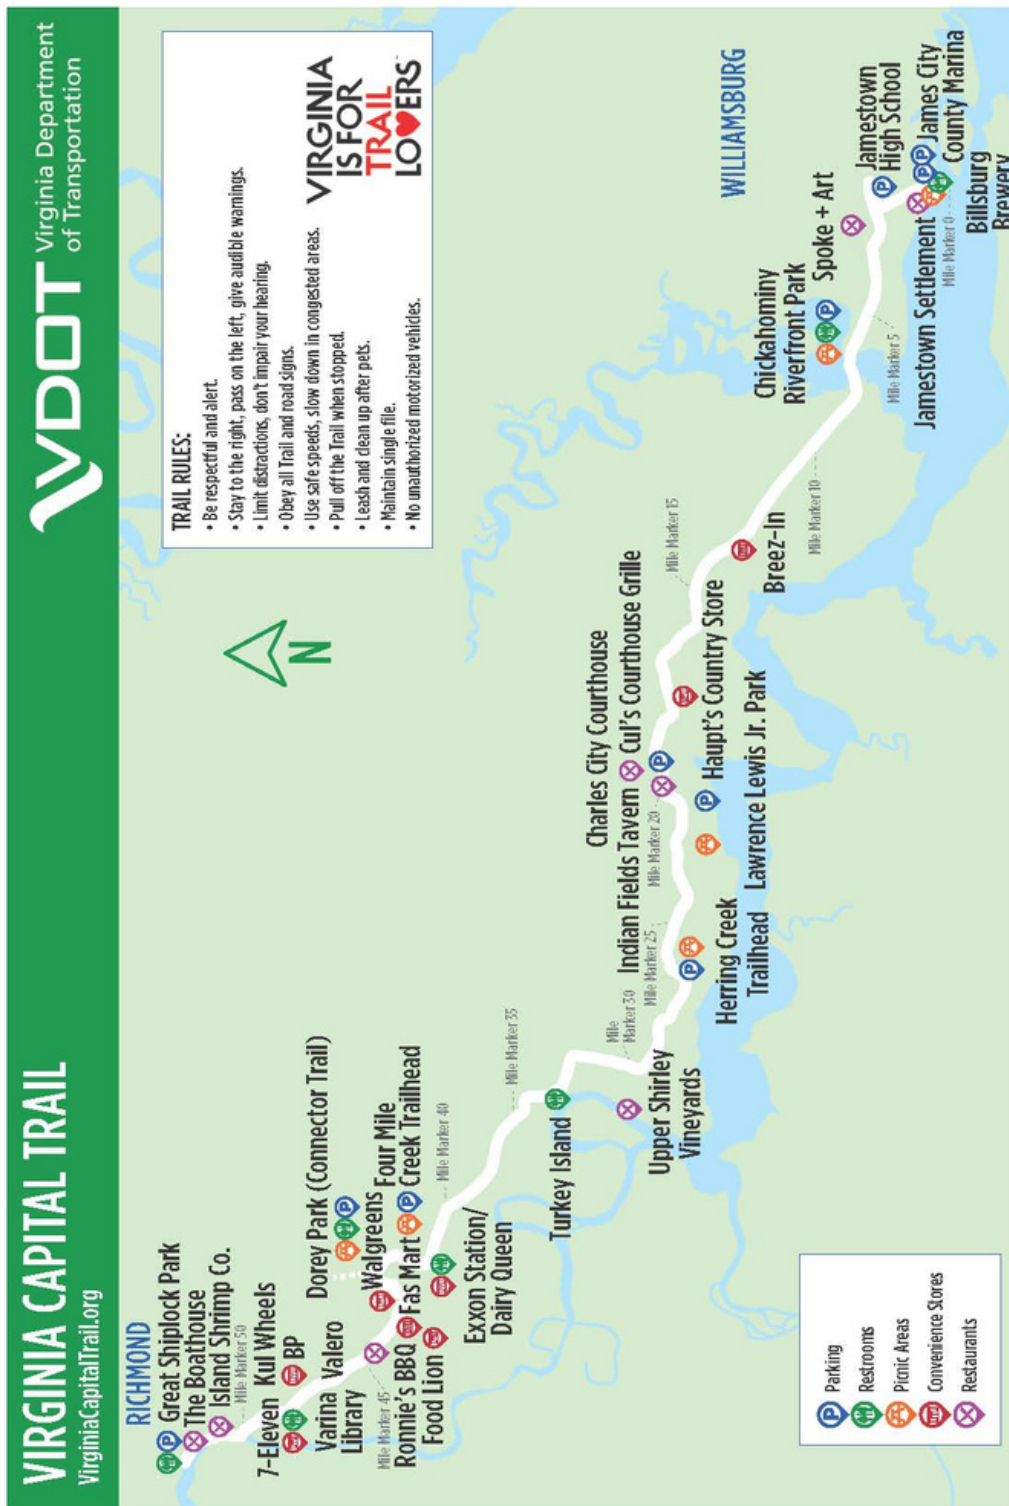 VIRGINIA CAPITAL TRAIL
VirginiaCapitalTrail.org
VDOT
Virginia Department
of Transportation
RICHMOND
Great Shiplock Park
The Boathouse
Island Shrimp Co.
Mile Marker 50
7-Eleven
Kul Wheels
BP
Varina
Library
Valero
Mile Marker 45
Ronnie's BBQ
Food Lion
Dorey Park (Connector Trail)
Walgreens
Fas Mart
Four Mile
Creek Trailhead
Exxon Station/
Dairy Queen
Mile Marker 40
Mile Marker 35
Turkey Island
Upper Shirley
Vineyards
Mile
Marker 30
Mile Marker 25
Herring Creek
Trailhead
Lawrence Lewis Jr. Park
Indian Fields Tavern
Mile Marker 20
Charles City Courthouse
Cul's Courthouse Grille
Haupt's Country Store
Mile Marker 15
Breez-In
Mile Marker 10
Chickahominy
Riverfront Park
Mile Marker 5
Spoke + Art
WILLIAMSBURG
Jamestown
High School
Jamestown Settlement
Mile Marker 0
James City
County Marina
Billsburg
Brewery
N
TRAIL RULES:
• Be respectful and alert.
• Stay to the right, pass on the left, give audible warnings.
• Limit distractions, don't impair your hearing.
• Obey all Trail and road signs.
• Use safe speeds, slow down in congested areas.
• Pull off the Trail when stopped.
• Leash and clean up after pets.
• Maintain single file.
• No unauthorized motorized vehicles.
VIRGINIA
IS FOR
TRAIL
LO♥ERS
P Parking
Restrooms
Picnic Areas
Convenience Stores
Restaurants